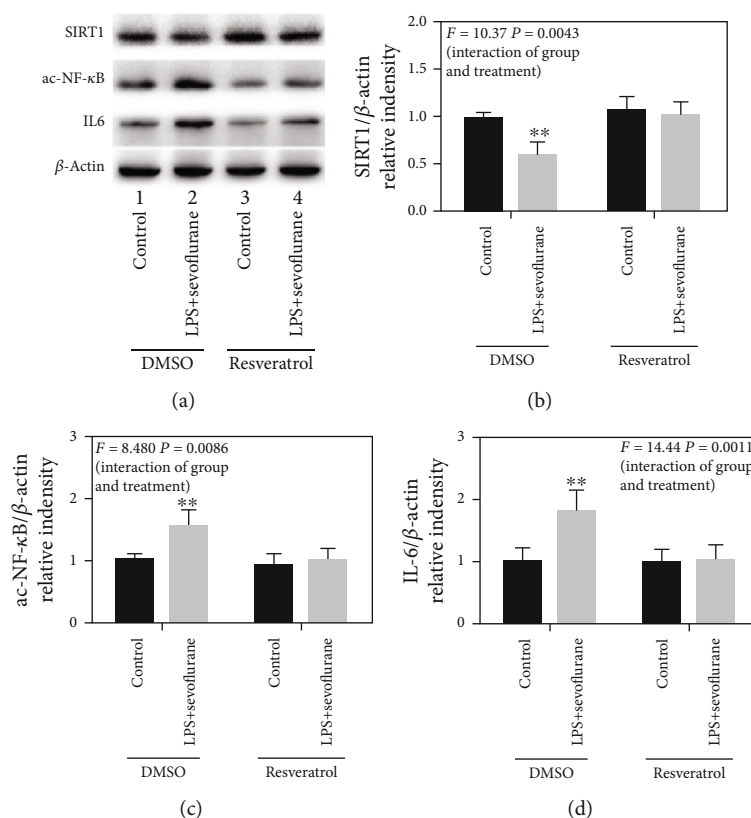 SIRT1
ac-NF-κB
IL6
β-Actin
1 2 3 4
Control
LPS+sevoflurane
Control
LPS+sevoflurane
DMSO Resveratrol
(a)
SIRT1/β-actin
relative indensity
2.0
1.5
1.0
0.5
0.0
F = 10.37 P = 0.0043
(interaction of group
and treatment)
**
Control
LPS+sevoflurane
Control
LPS+sevoflurane
DMSO Resveratrol
(b)
ac-NF-κB/β-actin
relative indensity
3
2
1
0
F = 8.480 P = 0.0086
(interaction of group
and treatment)
**
Control
LPS+sevoflurane
Control
LPS+sevoflurane
DMSO Resveratrol
(c)
IL-6/β-actin
relative indensity
3
2
1
0
F = 14.44 P = 0.0011
(interaction of group
and treatment)
**
Control
LPS+sevoflurane
Control
LPS+sevoflurane
DMSO Resveratrol
(d)